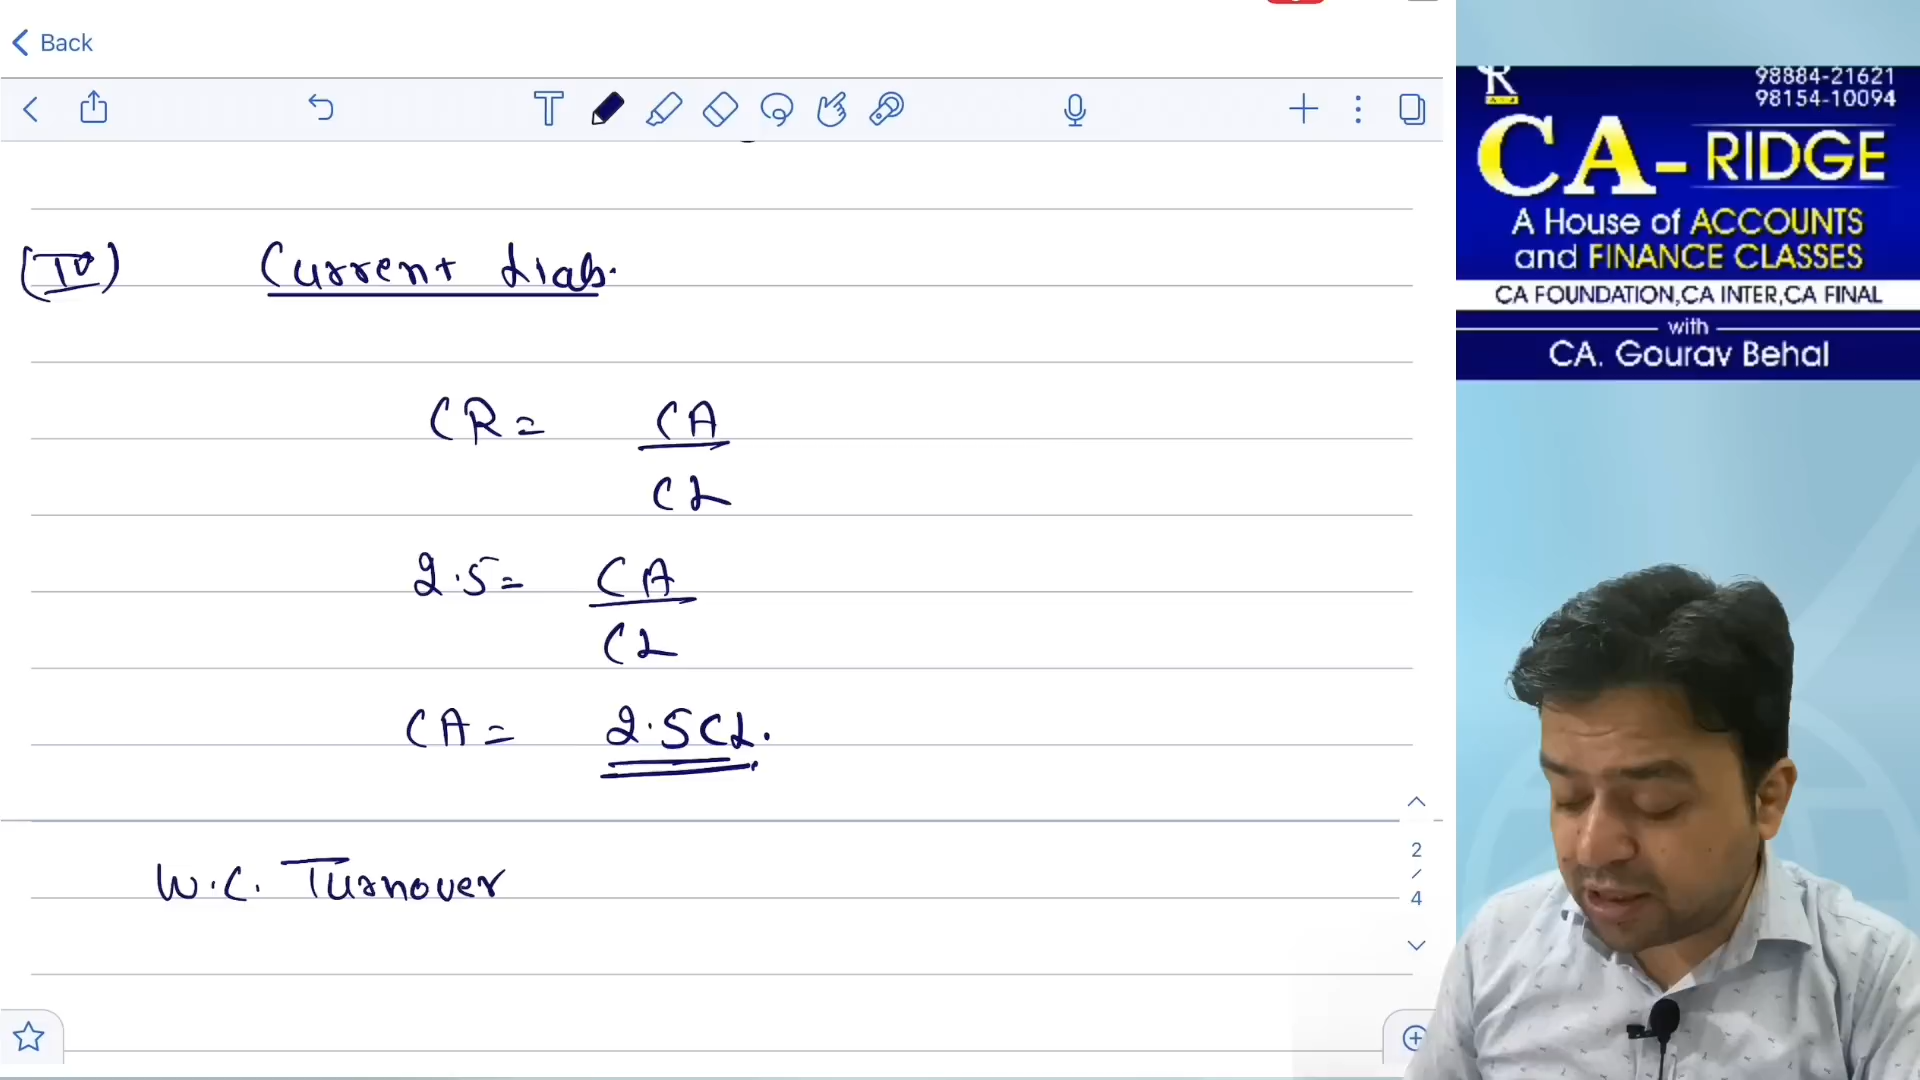 Back
(IV) Current Liab.
CR = CA
CL
2.5 = CA
CL
CA = 2.5CL.
W.C. Turnover
2
/
4
R
98884-21621
98154-10094
CA-RIDGE
A House of ACCOUNTS
and FINANCE CLASSES
CA FOUNDATION,CA INTER,CA FINAL
with
CA. Gourav Behal